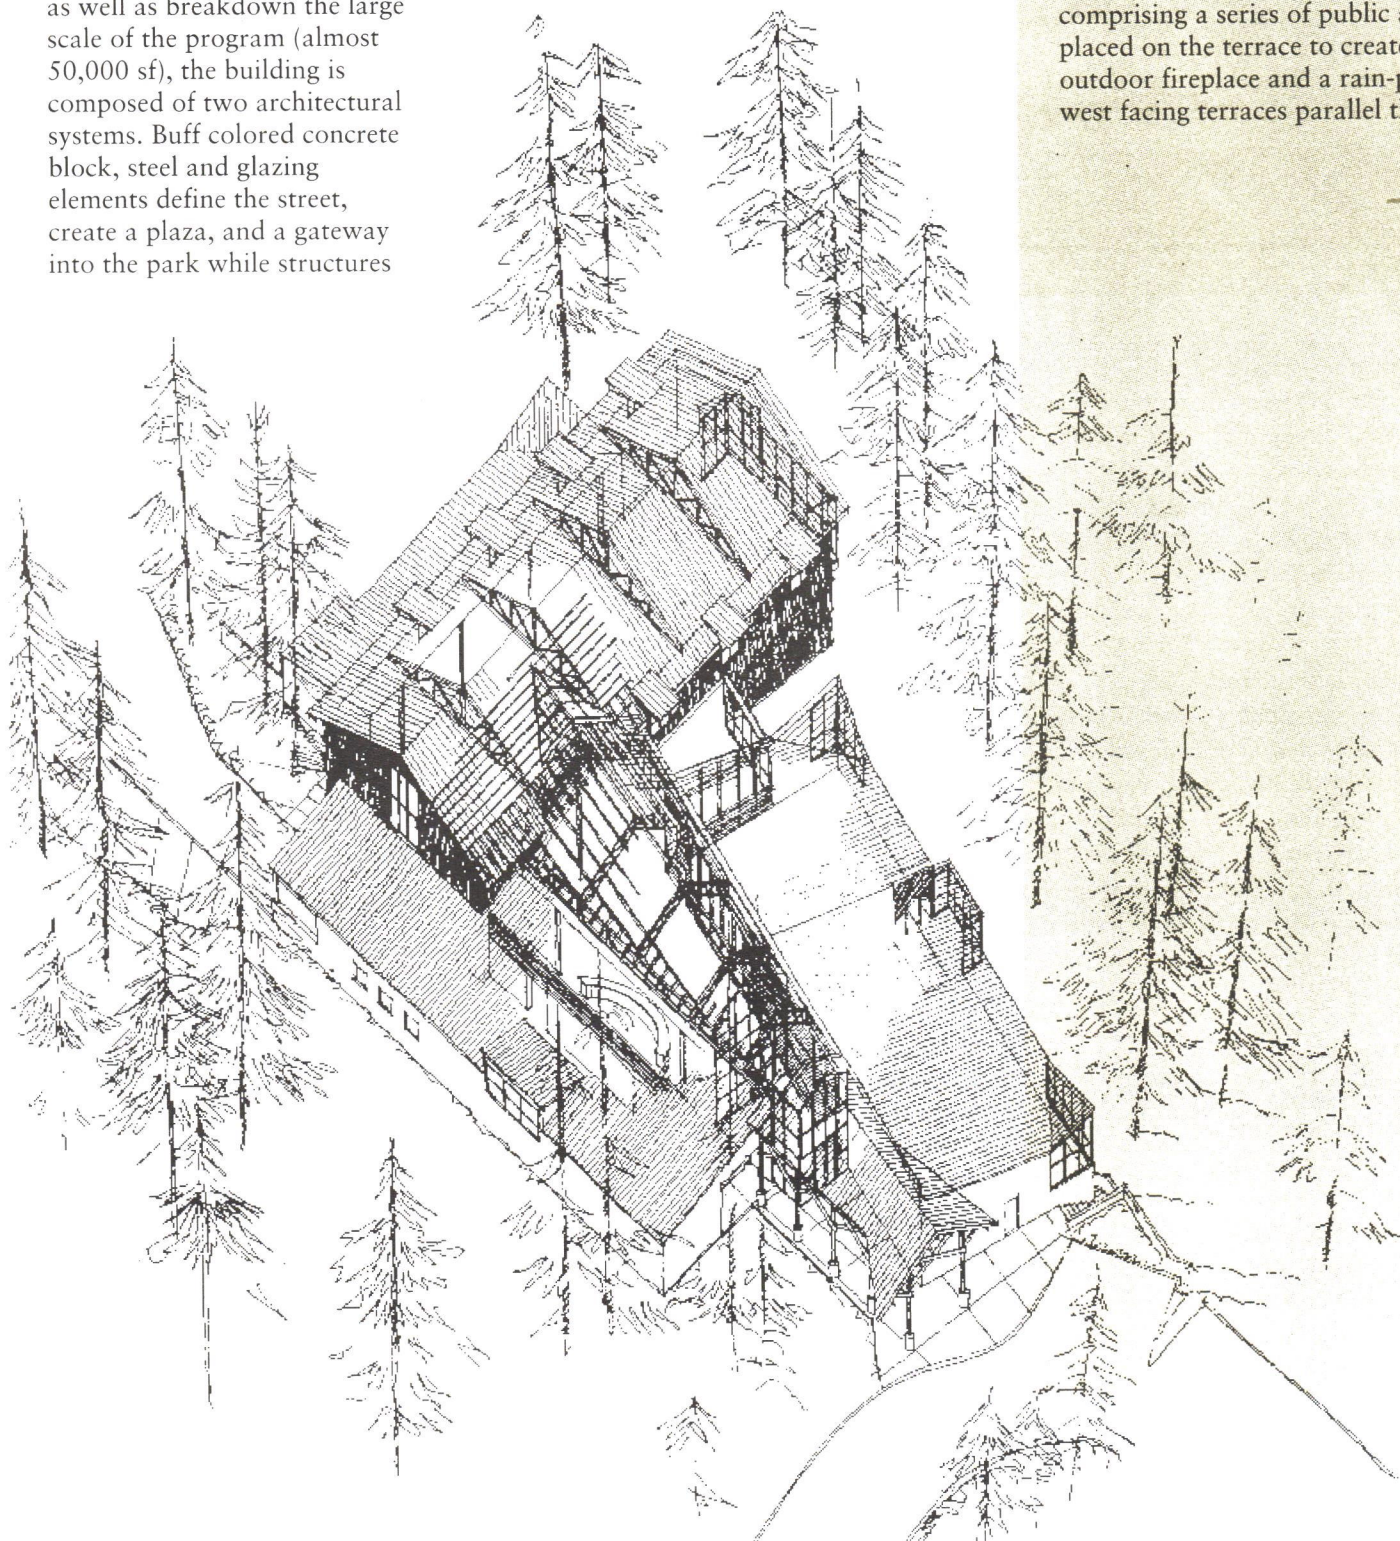 as well as breakdown the large
scale of the program (almost
50,000 sf), the building is
composed of two architectural
systems. Buff colored concrete
block, steel and glazing
elements define the street,
create a plaza, and a gateway
into the park while structures
comprising a series of public
placed on the terrace to create
outdoor fireplace and a rain-
west facing terraces parallel